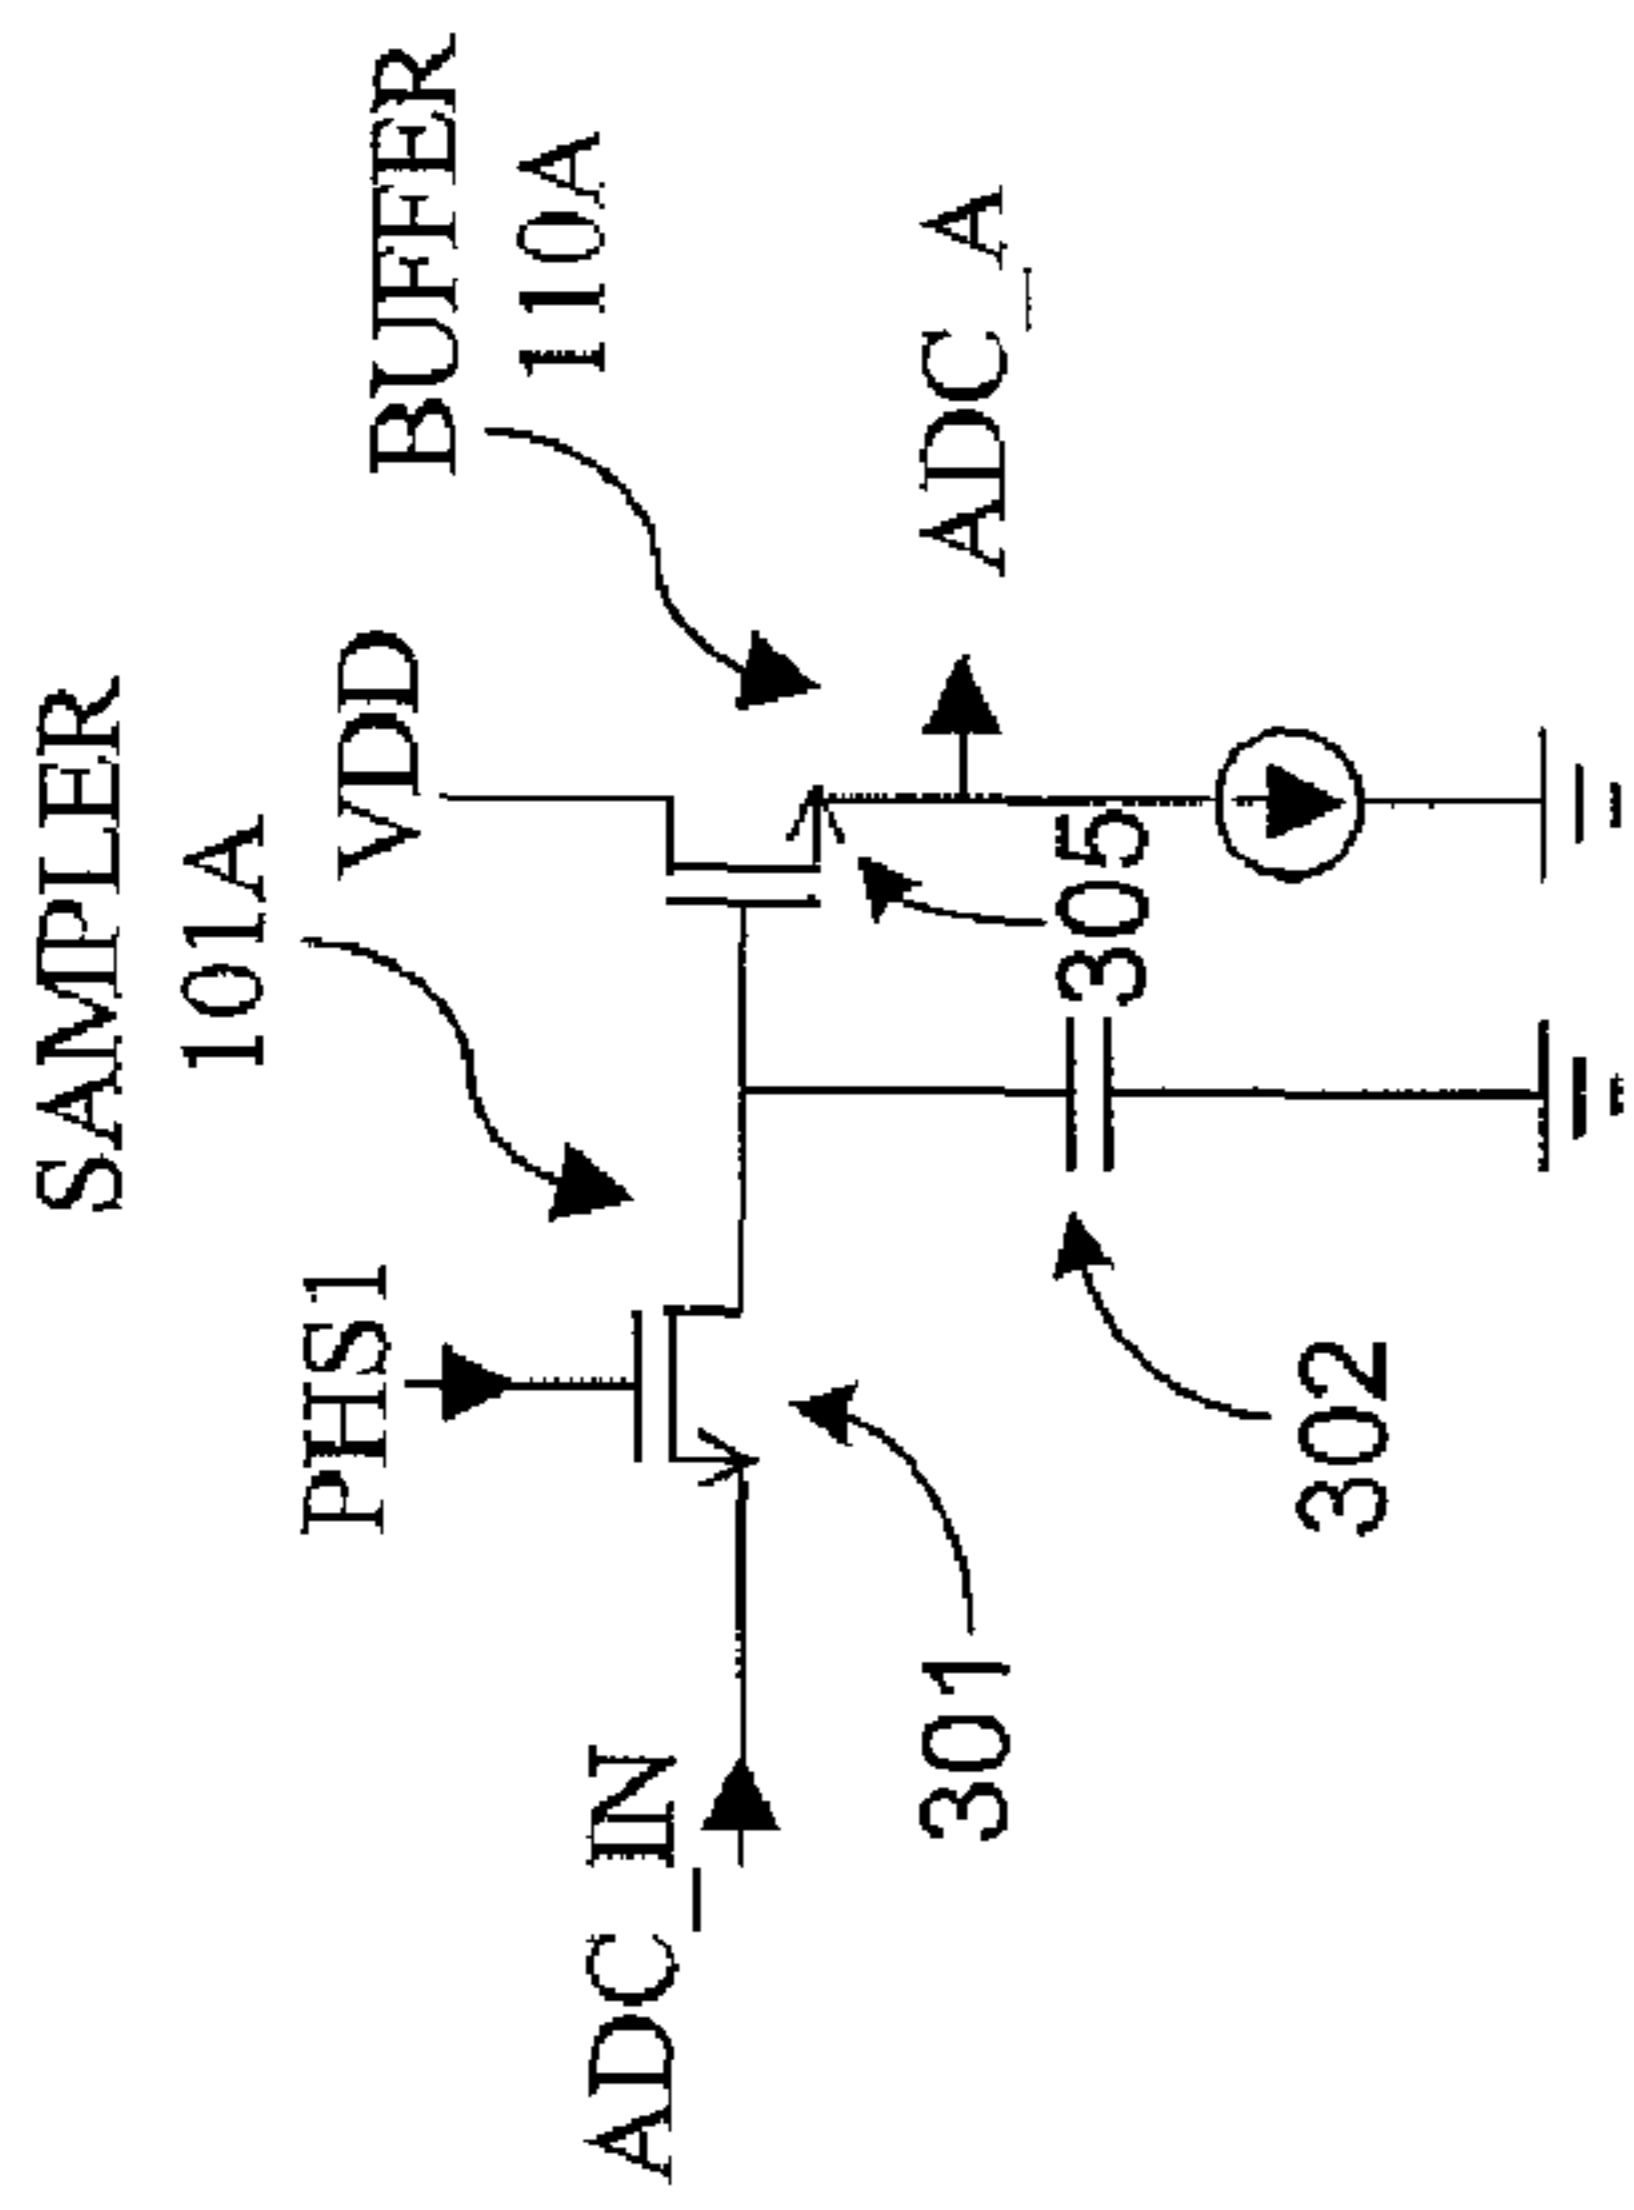 SAMPLER
101A
PHS1
VDD
BUFFER
110A
ADC_IN
301
ADC_A
305
302